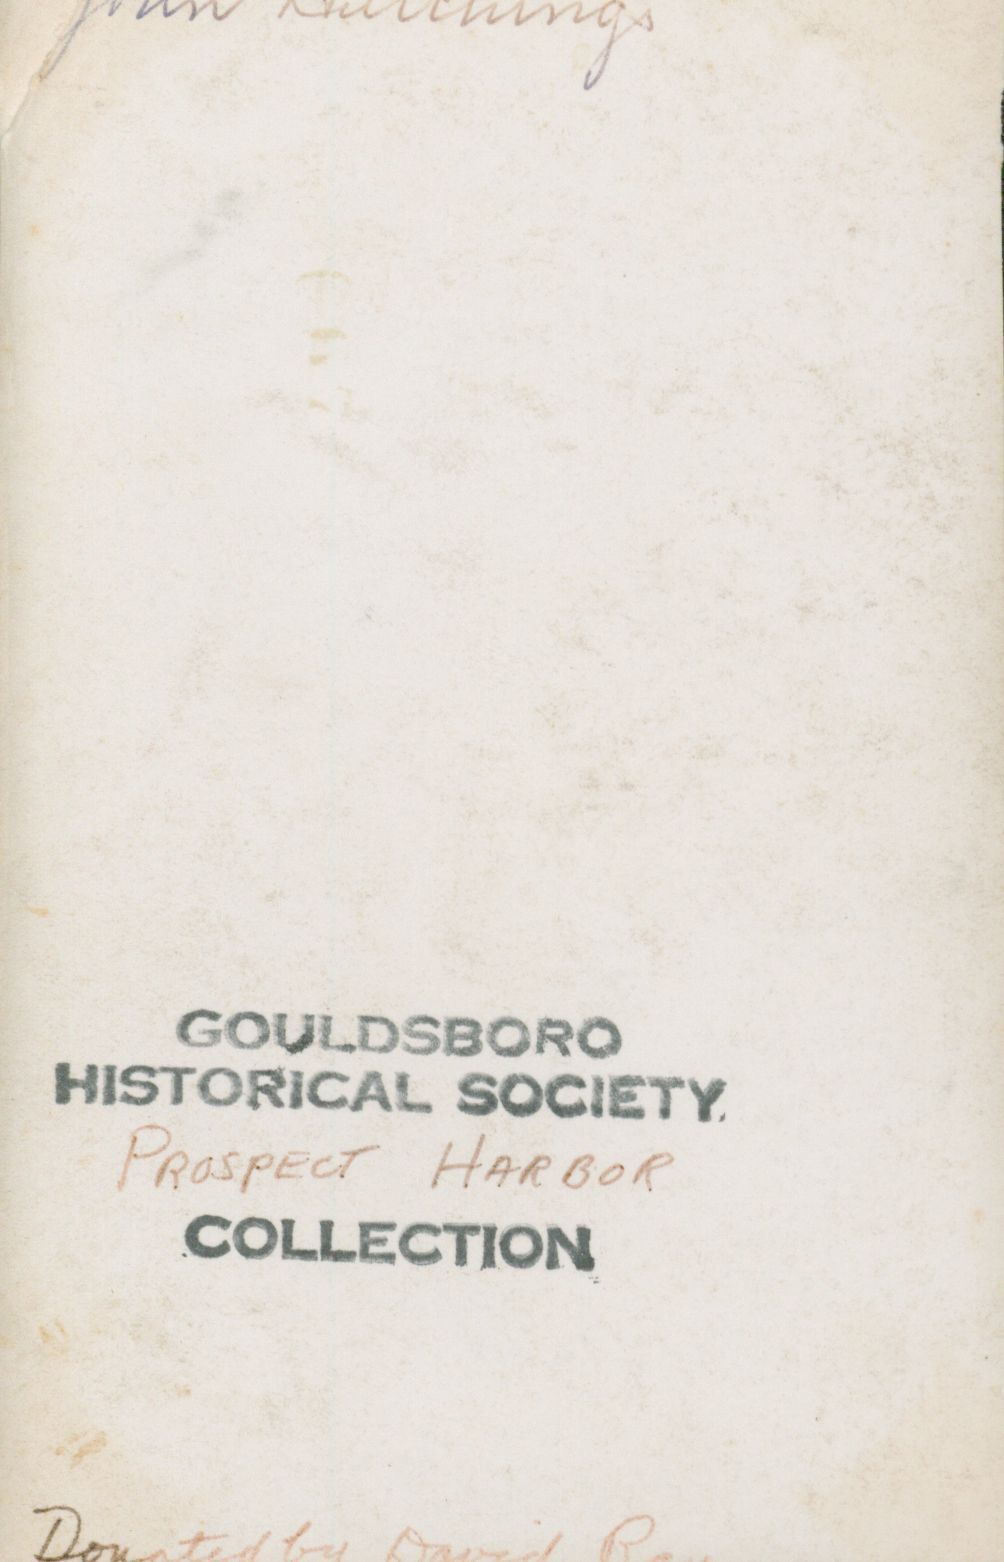 John Hutchings
GOULDSBORO
HISTORICAL SOCIETY.
PROSPECT HARBOR
COLLECTION
Donated by David